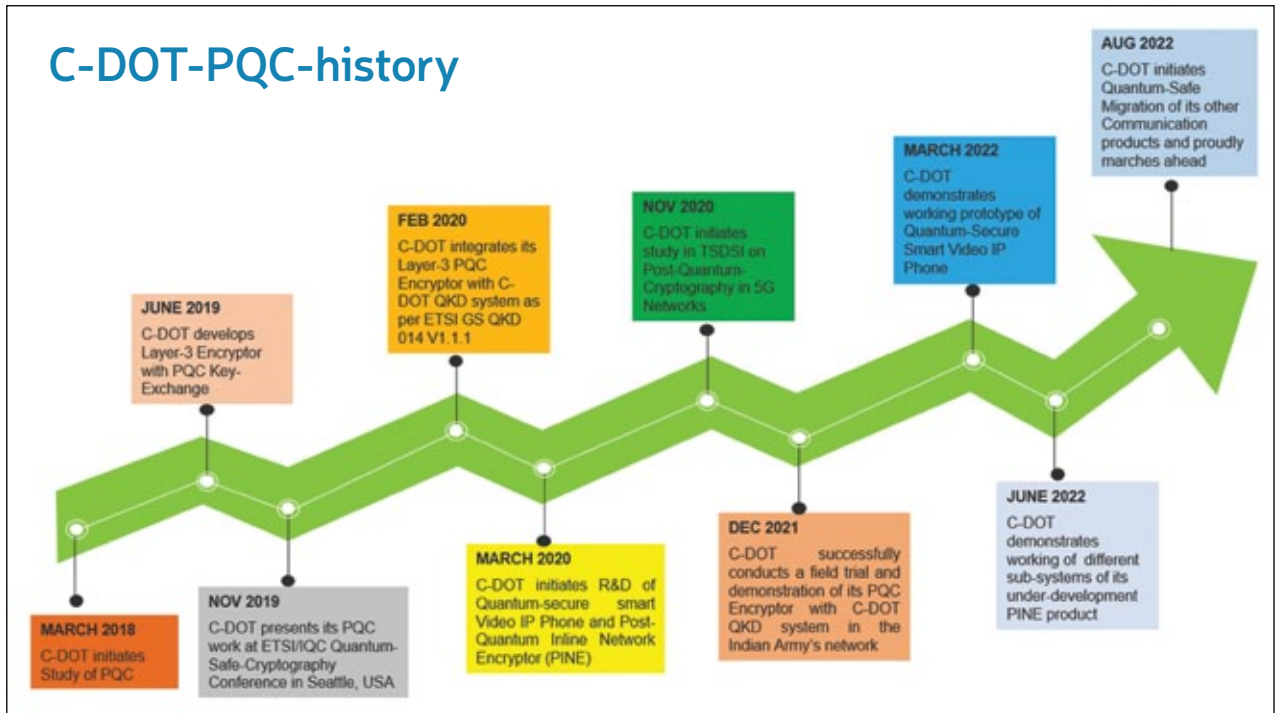 C-DOT-PQC-history
MARCH 2018
C-DOT initiates
Study of PQC
JUNE 2019
C-DOT develops
Layer-3 Encryptor
with PQC Key-
Exchange
NOV 2019
C-DOT presents its PQC
work at ETSI/IQC Quantum-
Safe-Cryptography
Conference in Seattle, USA
FEB 2020
C-DOT integrates its
Layer-3 PQC
Encryptor with C-
DOT QKD system as
per ETSI GS QKD
014 V1.1.1
MARCH 2020
C-DOT initiates R&D of
Quantum-secure smart
Video IP Phone and Post-
Quantum Inline Network
Encryptor (PINE)
NOV 2020
C-DOT initiates
study in TSDSI on
Post-Quantum-
Cryptography in 5G
Networks
DEC 2021
C-DOT successfully
conducts a field trial and
demonstration of its PQC
Encryptor with C-DOT
QKD system in the
Indian Army's network
MARCH 2022
C-DOT
demonstrates
working prototype of
Quantum-Secure
Smart Video IP
Phone
JUNE 2022
C-DOT
demonstrates
working of different
sub-systems of its
under-development
PINE product
AUG 2022
C-DOT initiates
Quantum-Safe
Migration of its other
Communication
products and proudly
marches ahead